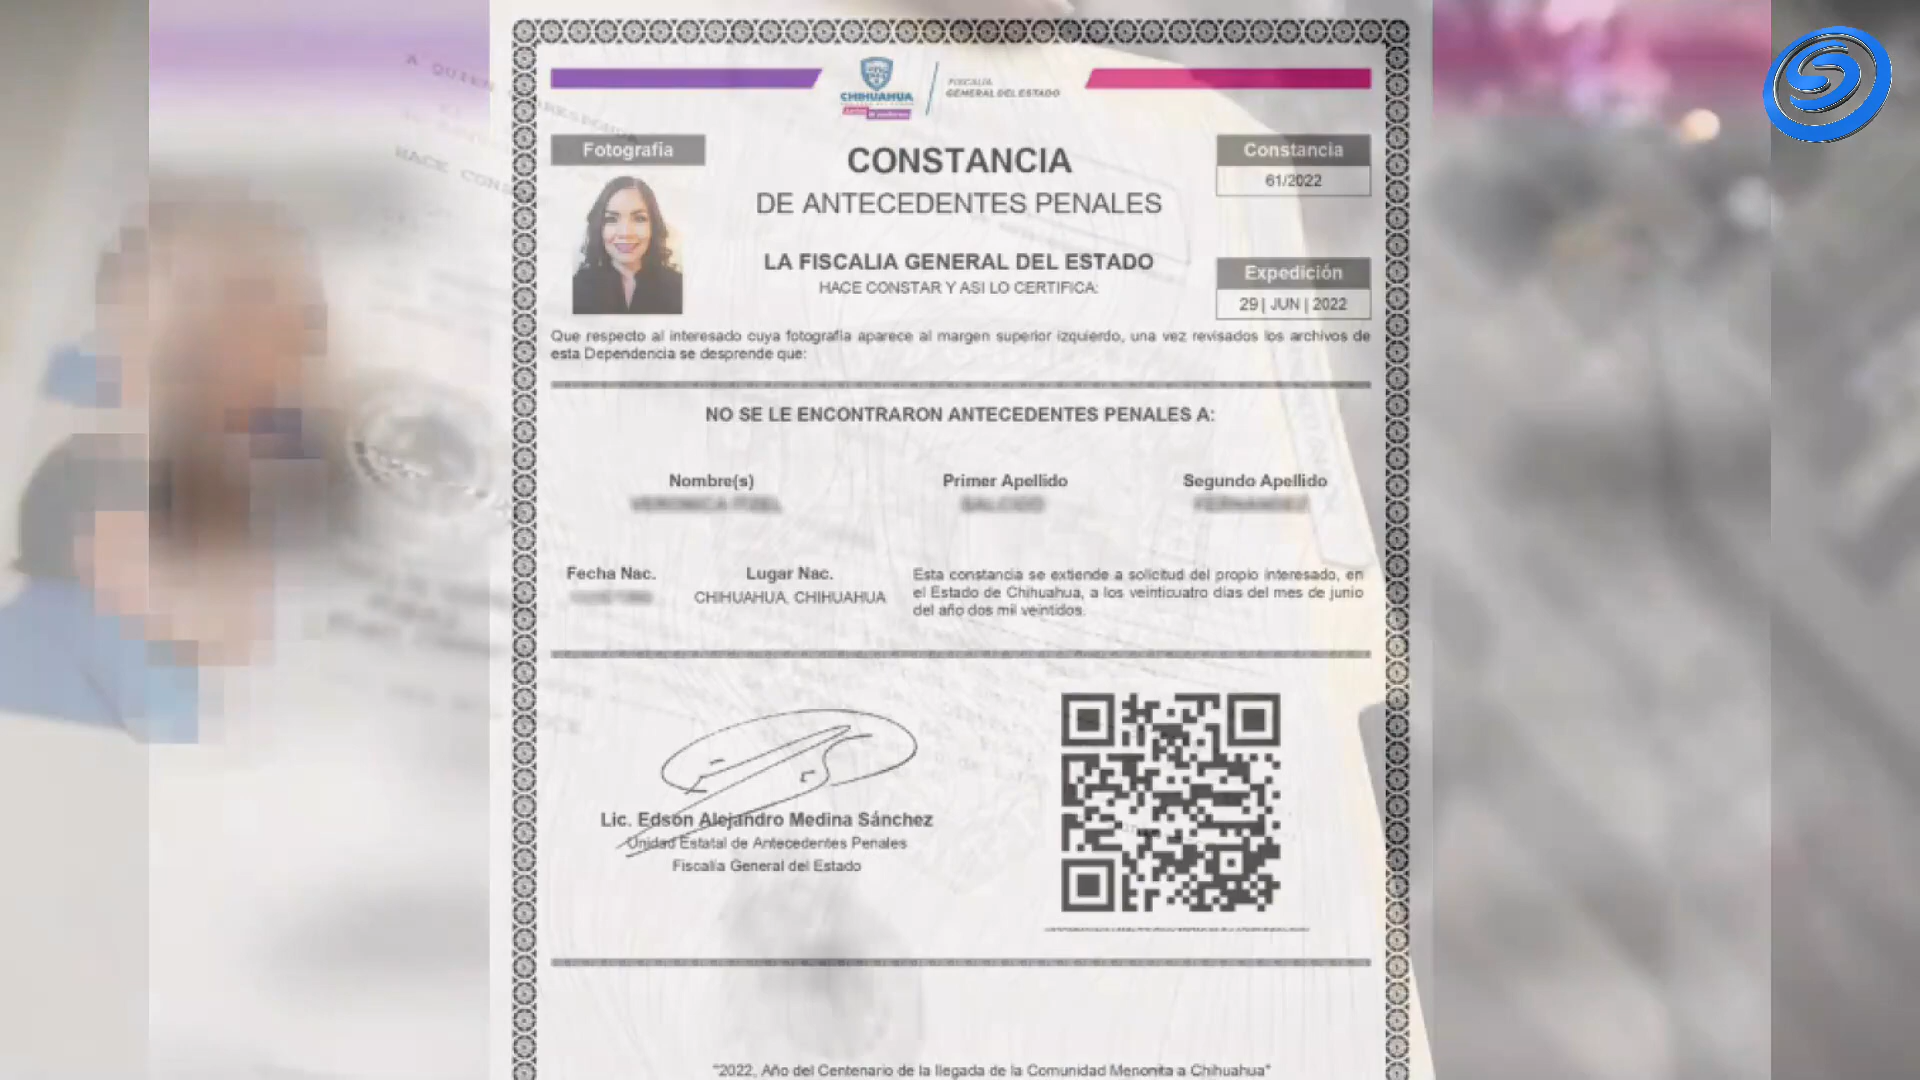 A QUIEN
HACE CONS
CHIHUAHUA
FISCALÍA
GENERAL DEL ESTADO
Fotografía
CONSTANCIA
DE ANTECEDENTES PENALES
Constancia
61/2022
LA FISCALIA GENERAL DEL ESTADO
HACE CONSTAR Y ASI LO CERTIFICA:
Expedición
29 | JUN | 2022
Que respecto al interesado cuya fotografía aparece al margen superior izquierdo, una vez revisados los archivos de
esta Dependencia se desprende que:
NO SE LE ENCONTRARON ANTECEDENTES PENALES A:
Nombre(s) Primer Apellido Segundo Apellido
Fecha Nac. Lugar Nac.
CHIHUAHUA, CHIHUAHUA
Esta constancia se extiende a solicitud del propio interesado, en
el Estado de Chihuahua, a los veinticuatro días del mes de junio
del año dos mil veintidos.
Lic. Edson Alejandro Medina Sánchez
Unidad Estatal de Antecedentes Penales
Fiscalía General del Estado
"2022, Año del Centenario de la llegada de la Comunidad Menonita a Chihuahua"